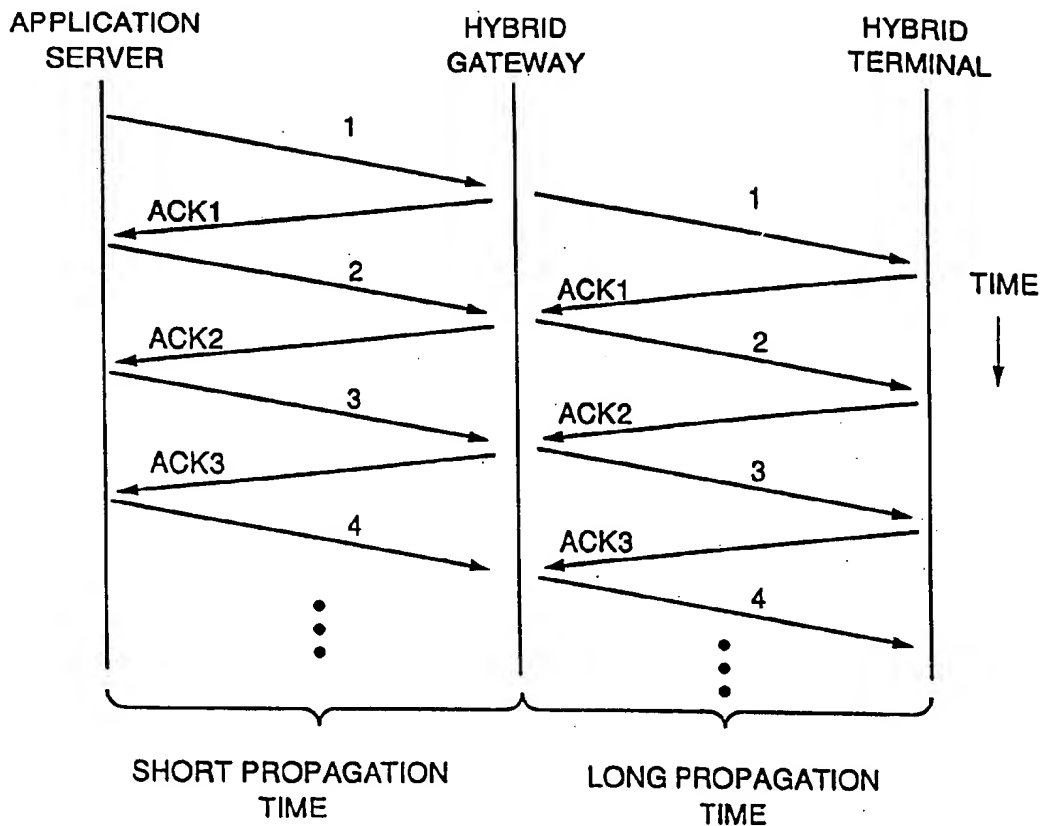 APPLICATION
SERVER
HYBRID
GATEWAY
HYBRID
TERMINAL
1
ACK1
1
2
ACK1
TIME
ACK2
2
3
ACK2
ACK3
3
4
ACK3
4
SHORT PROPAGATION
TIME
LONG PROPAGATION
TIME